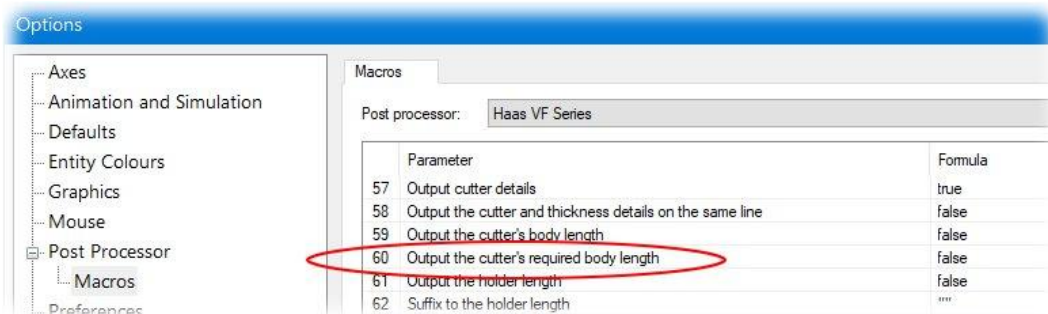 Options
Axes
Animation and Simulation
Defaults
Entity Colours
Graphics
Mouse
Post Processor
Macros
Preferences
Macros
Post processor: Haas VF Series
Parameter Formula
57 Output cutter details true
58 Output the cutter and thickness details on the same line false
59 Output the cutter's body length false
60 Output the cutter's required body length false
61 Output the holder length false
62 Suffix to the holder length ""